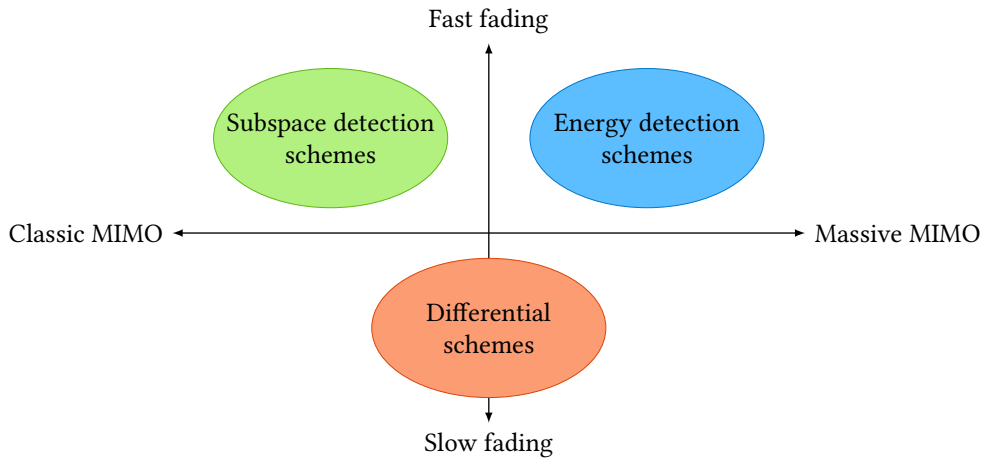 Fast fading
Subspace detection
schemes
Energy detection
schemes
Classic MIMO
Massive MIMO
Differential
schemes
Slow fading